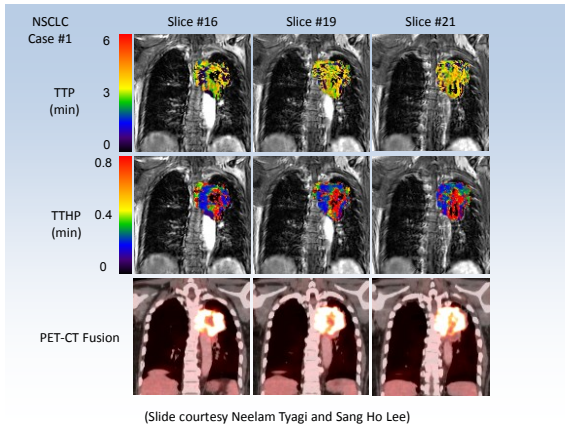 NSCLC
Case #1
Slice #16
Slice #19
Slice #21
6
TTP
(min)
3
0
0.8
TTHP
(min)
0.4
0
PET-CT Fusion
(Slide courtesy Neelam Tyagi and Sang Ho Lee)